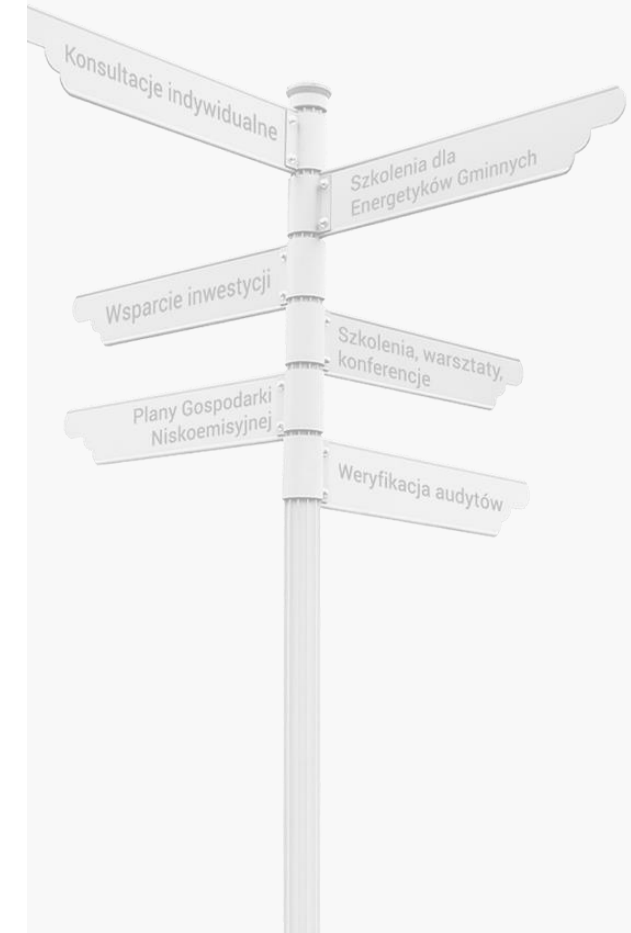 Konsultacje indywidualne
Szkolenia dla
Energetyków Gminnych
Wsparcie inwestycji
Szkolenia, warsztaty,
konferencje
Plany Gospodarki
Niskoemisyjnej
Weryfikacja audytów